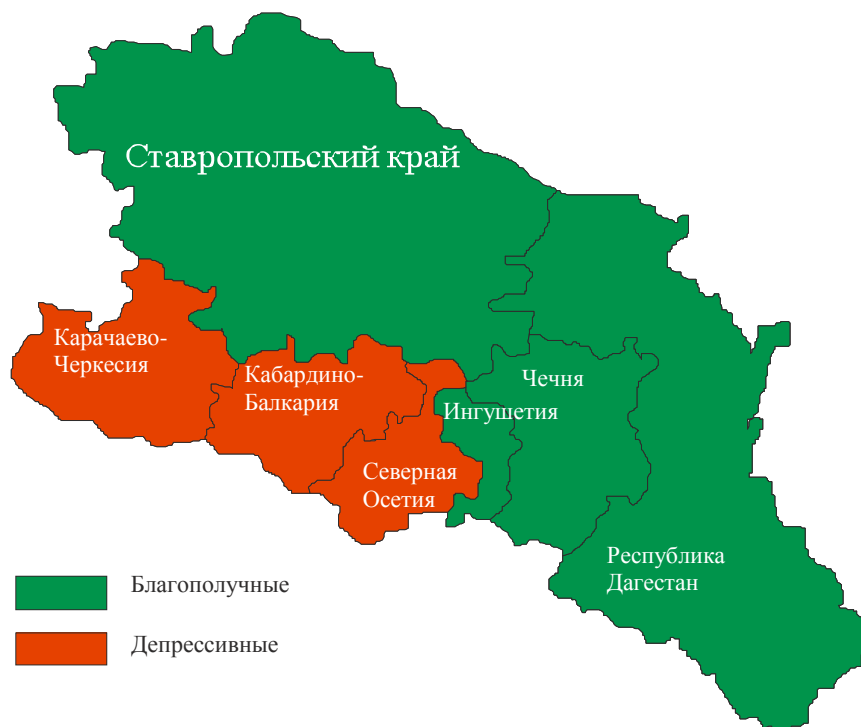 Ставропольский край
Карачаево-
Черкесия
Кабардино-
Балкария
Чечня
Ингушетия
Северная
Осетия
Республика
Дагестан
Благополучные
Депрессивные